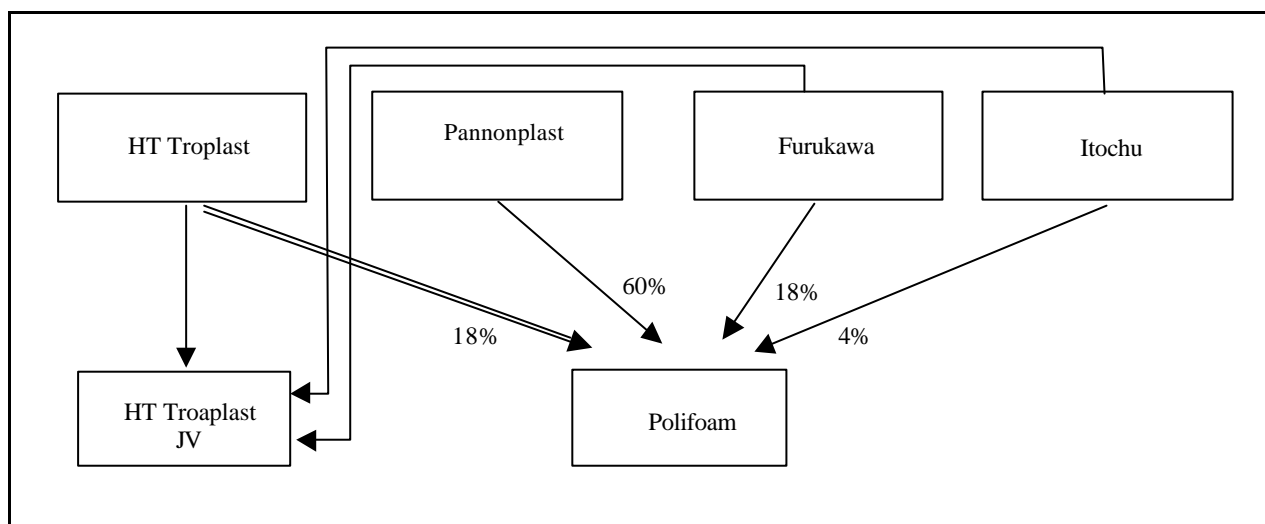 HT Troplast
Pannonplast
Furukawa
Itochu
60%
18%
18%
4%
HT Troaplast
JV
Polifoam